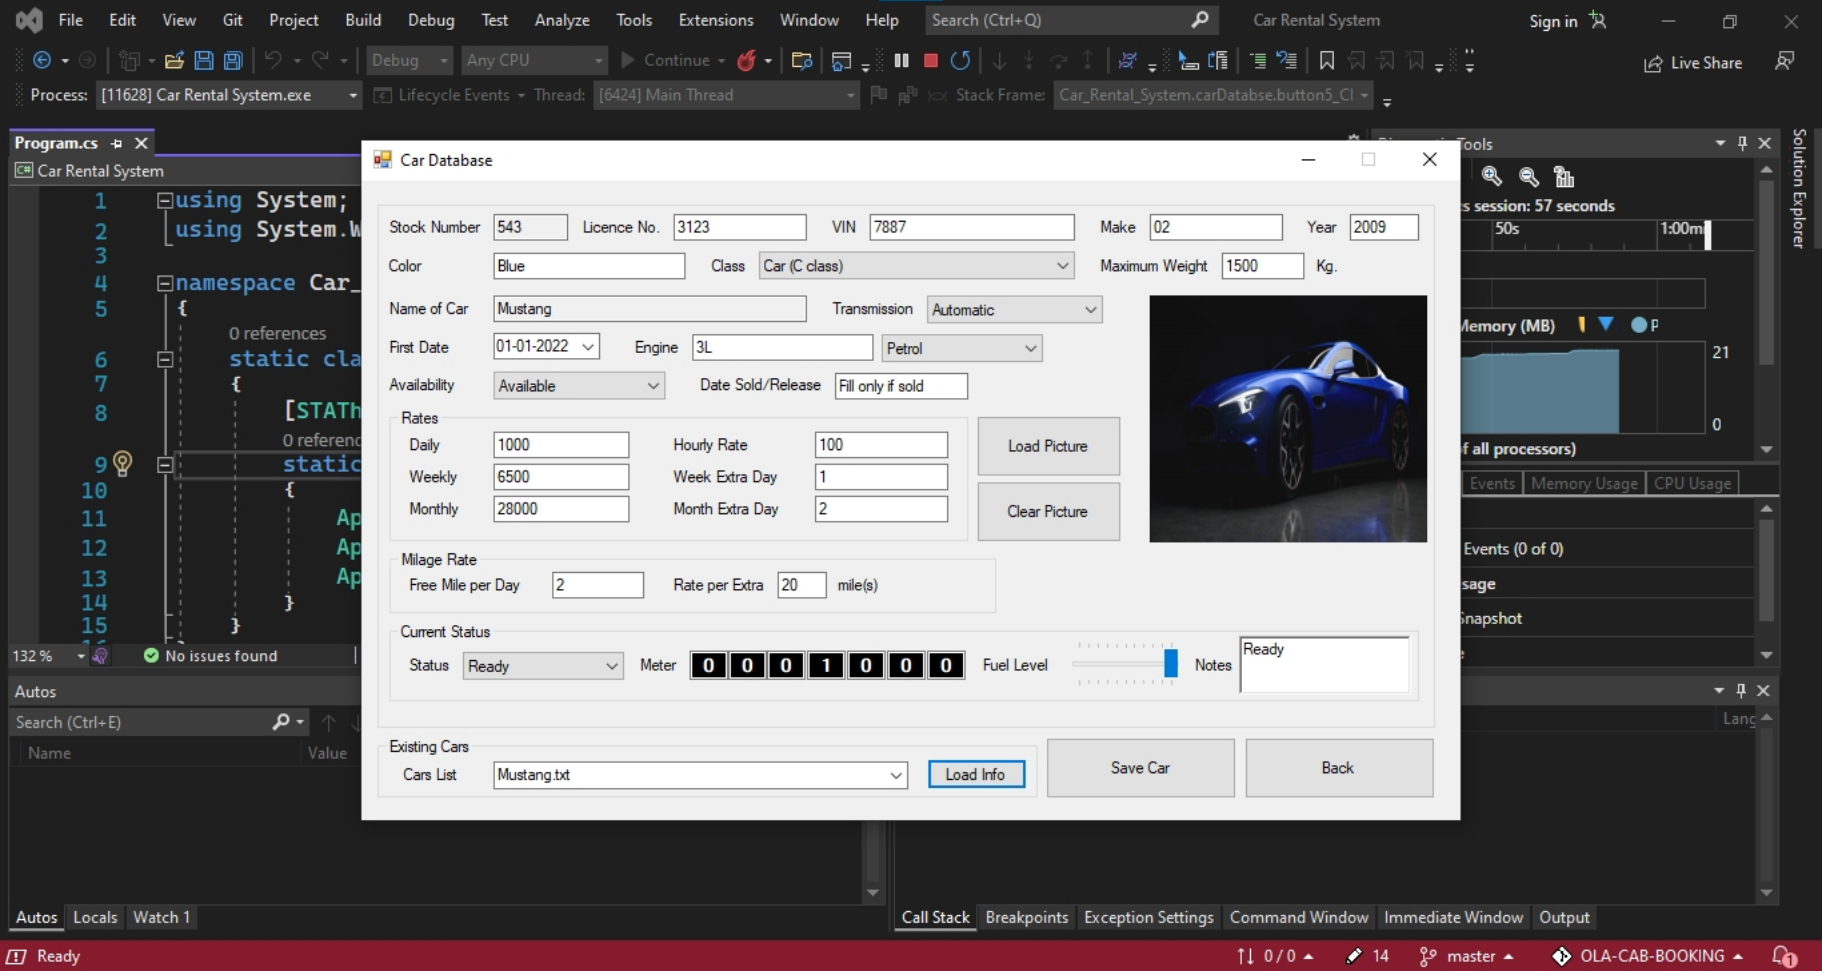 File Edit View Git Project Build Debug Test Analyze Tools Extensions Window Help Search (Ctrl+Q) Car Rental System Sign in
Debug Any CPU Continue Live Share
Process: [11628] Car Rental System.exe Lifecycle Events Thread: [6424] Main Thread Stack Frame: Car_Rental_System.carDatabse.button5_Cl
Program.cs
Tools
C# Car Rental System
Car Database
1 using System;
2 using System.W
3
4 namespace Car_
5 {
0 references
6 static cla
7 {
8 [STATh
0 referenc
9 static
10 {
11 Ap
12 Ap
13 Ap
14 }
15 }
16
132 % No issues found
Stock Number 543 Licence No. 3123 VIN 7887 Make 02 Year 2009
Color Blue Class Car (C class) Maximum Weight 1500 Kg.
Name of Car Mustang Transmission Automatic
First Date 01-01-2022 Engine 3L Petrol
Availability Available Date Sold/Release Fill only if sold
Rates
Daily 1000 Hourly Rate 100
Weekly 6500 Week Extra Day 1
Monthly 28000 Month Extra Day 2
Load Picture
Clear Picture
Milage Rate
Free Mile per Day 2 Rate per Extra 20 mile(s)
Current Status
Status Ready Meter 0 0 0 1 0 0 0 Fuel Level Notes Ready
Existing Cars
Cars List Mustang.txt Load Info Save Car Back
s session: 57 seconds
50s 1:00mi
Memory (MB) P
21
0
f all processors)
Events Memory Usage CPU Usage
Events (0 of 0)
sage
Snapshot
Solution Explorer
Autos
Search (Ctrl+E)
Name Value
Lang
Autos Locals Watch 1
Call Stack Breakpoints Exception Settings Command Window Immediate Window Output
Ready 0 / 0 14 master OLA-CAB-BOOKING 1